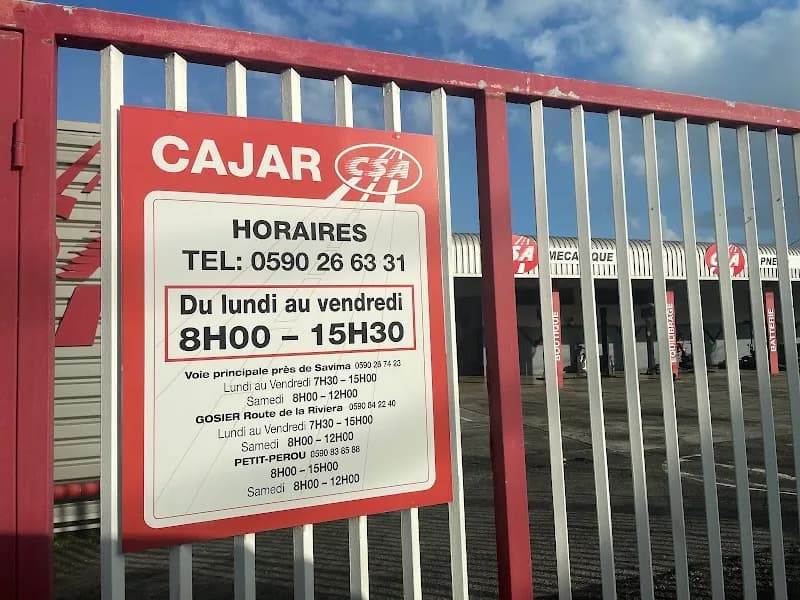 CAJAR CSA
HORAIRES
TEL: 0590 26 63 31
Du lundi au vendredi
8H00 – 15H30
Voie principale près de Savima 0590 26 74 23
Lundi au Vendredi 7H30 – 15H00
Samedi 8H00 – 12H00
GOSIER Route de la Riviera 0590 84 22 40
Lundi au Vendredi 7H30 – 15H00
Samedi 8H00 – 12H00
PETIT-PEROU 0590 83 85 88
8H00 – 15H00
Samedi 8H00 – 12H00
SA MECANIQUE CSA PNE
BOUTIQUE
EQUILIBRAGE
BATTERIE